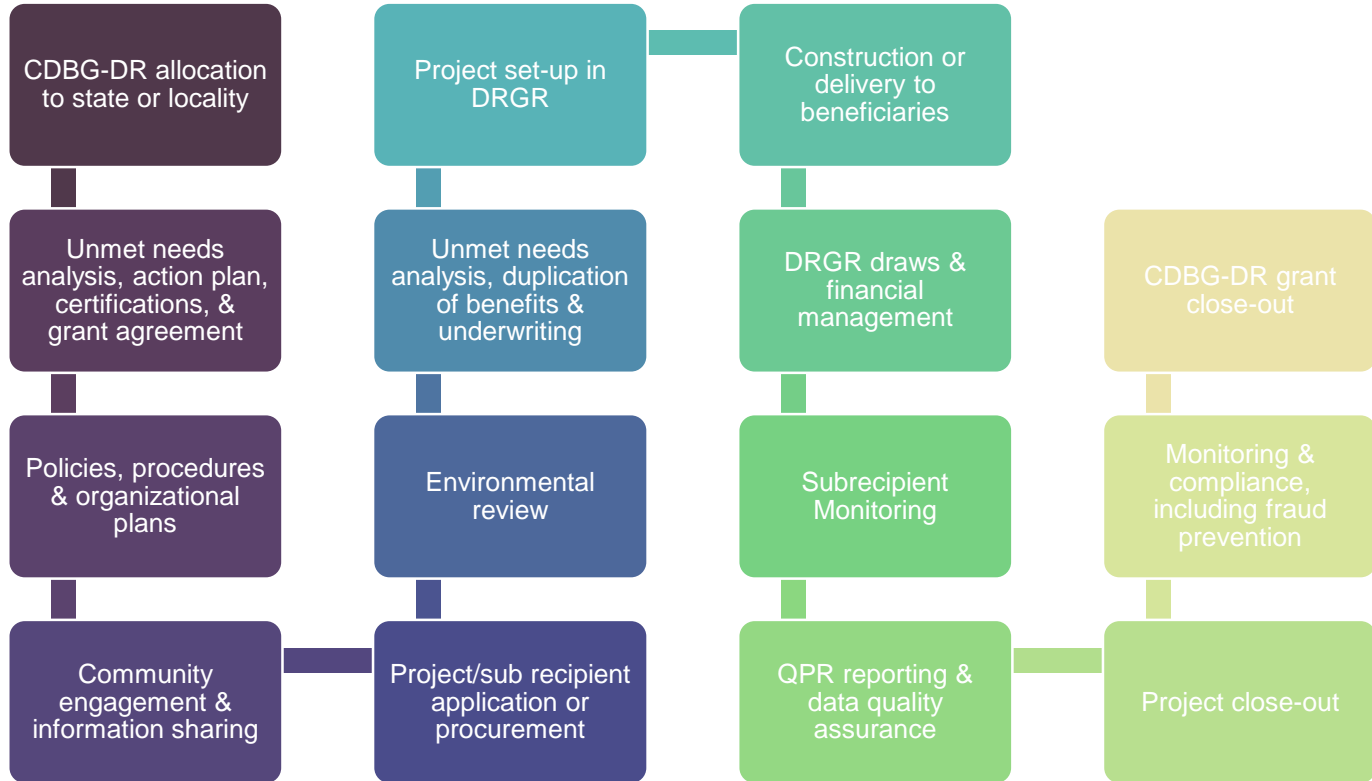 CDBG-DR allocation
to state or locality
Unmet needs
analysis, action plan,
certifications, &
grant agreement
Policies, procedures
& organizational
plans
Community
engagement &
information sharing
Project/sub recipient
application or
procurement
Environmental
review
Unmet needs
analysis, duplication
of benefits &
underwriting
Project set-up in
DRGR
Construction or
delivery to
beneficiaries
DRGR draws &
financial
management
Subrecipient
Monitoring
QPR reporting &
data quality
assurance
Project close-out
Monitoring &
compliance,
including fraud
prevention
CDBG-DR grant
close-out